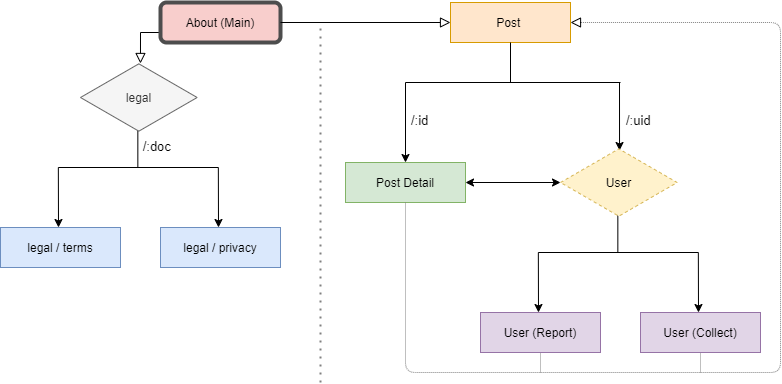 About (Main)
Post
legal
/:id
/:uid
/:doc
Post Detail
User
legal / terms
legal / privacy
User (Report)
User (Collect)